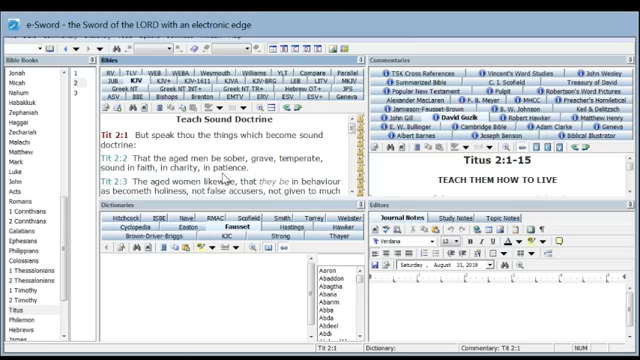 e-Sword - the Sword of the LORD with an electronic edge
Bible Books
Jonah
Micah
Nahum
Habakkuk
Zephaniah
Haggai
Zechariah
Malachi
Matthew
Mark
Luke
John
Acts
Romans
1 Corinthians
2 Corinthians
Galatians
Ephesians
Philippians
Colossians
1 Thessalonians
2 Thessalonians
1 Timothy
2 Timothy
Titus
Philemon
Hebrews
James
1
2
3
Bibles
RV TLV WEB WEBA Weymouth Williams YLT Compare Parallel
JUB KJV KJV+ KJV-1611 KJVA KJV-BRG LEB LITV MKJV
Greek NT Greek NT INT Greek NT TR+ GW HNV ISV JPS
ASV BBE Bishops Brenton DRB ERV ESV ESV+ Geneva
Teach Sound Doctrine
Tit 2:1 But speak thou the things which become sound
doctrine:
Tit 2:2 That the aged men be sober, grave, temperate,
sound in faith, in charity, in patience.
Tit 2:3 The aged women likewise, that they be in behaviour
as becometh holiness, not false accusers, not given to much
Dictionaries
Hitchcock ISBE Nave RMAC Scofield Smith Torrey Webster
Cyclopedia Easton Fausset Hastings Hawker
Brown-Driver-Briggs KJC Strong Thayer
Aaron
Abaddon
Abagtha
Abana
Abarim
Abba
Abda
Abdeel
Abdi
Commentaries
TSK Cross References Vincent's Word Studies John Wesley
Summarized Bible C. I. Scofield Treasury of David
Popular New Testament Pulpit Robertson's Word Pictures
Alexander MacLaren F. B. Meyer MHCC Preacher's Homiletical
Jamieson-Fausset-Brown B. W. Johnson Keil & Delitzsch
John Gill David Guzik Robert Hawker Matthew Henry
E. W. Bullinger Cambridge Bible Adam Clarke
Albert Barnes Joseph Benson Biblical Illustrator
Titus 2:1-15
TEACH THEM HOW TO LIVE
Editors
Journal Notes Study Notes Topic Notes
Verdana 12
Saturday , August 31, 2019
Tit 2:1 Dictionary: Commentary: Tit 2:1 NUM